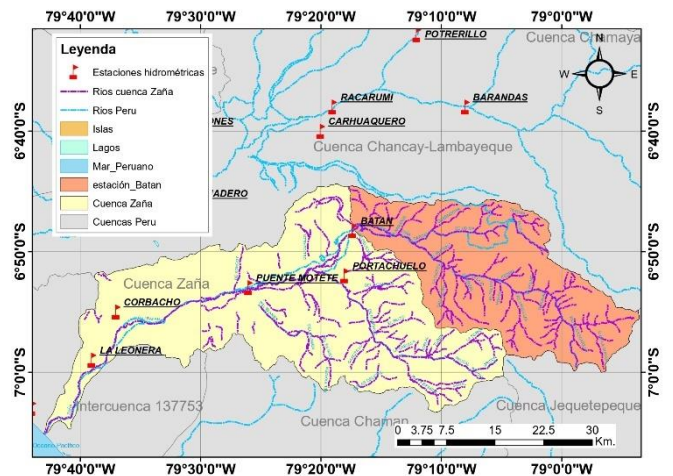 79°40'0"W 79°30'0"W 79°20'0"W 79°10'0"W 79°0'0"W
Leyenda
Estaciones hidrométricas
Rios cuenca Zaña
Rios Peru
Islas
Lagos
Mar_Peruano
estación_Batan
Cuenca Zaña
Cuencas Peru
POTRERILLO
Cuenca Chamaya
N
W E
S
RACARUMI
BARANDAS
ONES
CARHUAQUERO
6°40'0"S
6°40'0"S
Cuenca Chancay-Lambayeque
ADERO
BATAN
6°50'0"S
6°50'0"S
PORTACHUELO
Cuenca Zaña
PUENTE MOTETE
CORBACHO
LA LEONERA
7°0'0"S
7°0'0"S
Intercuenca 137753
Cuenca Chaman
Cuenca Jequetepeque
Océano Pacífico
0 3.75 7.5 15 22.5 30
Km.
79°40'0"W 79°30'0"W 79°20'0"W 79°10'0"W 79°0'0"W